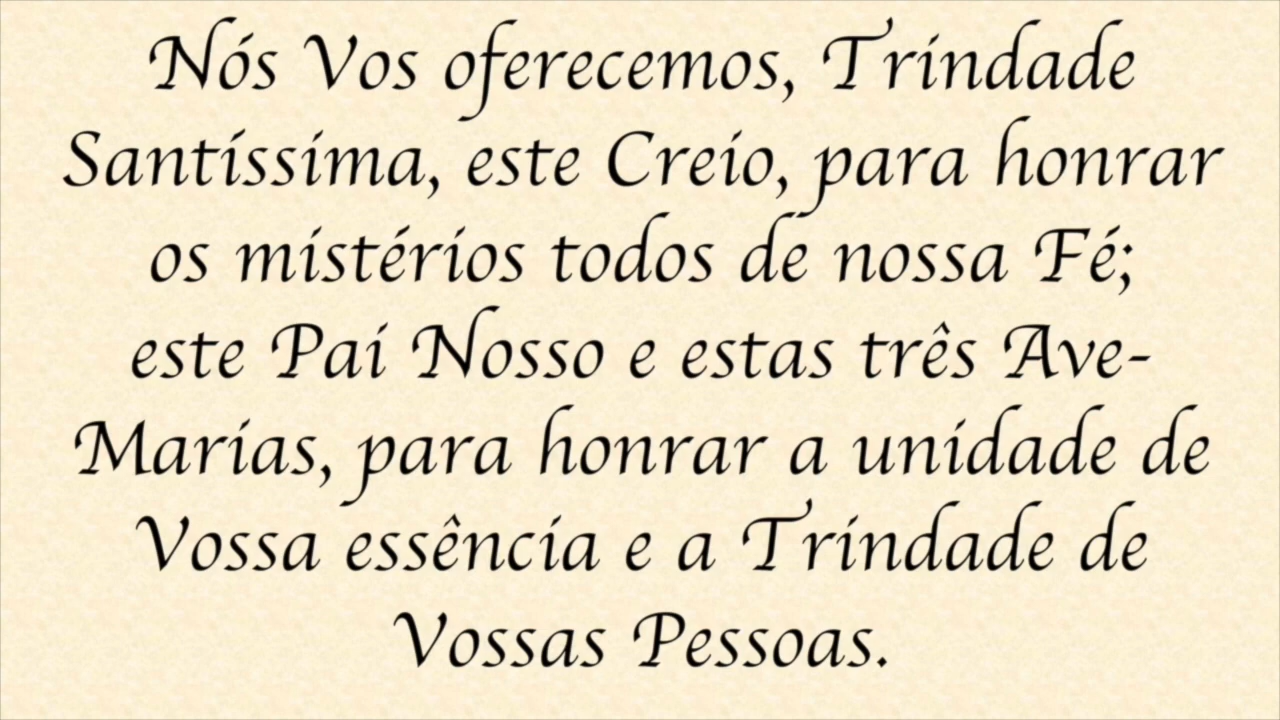 Nós Vos oferecemos, Trindade
Santíssima, este Creio, para honrar
os mistérios todos de nossa Fé;
este Pai Nosso e estas três Ave-
Marias, para honrar a unidade de
Vossa essência e a Trindade de
Vossas Pessoas.